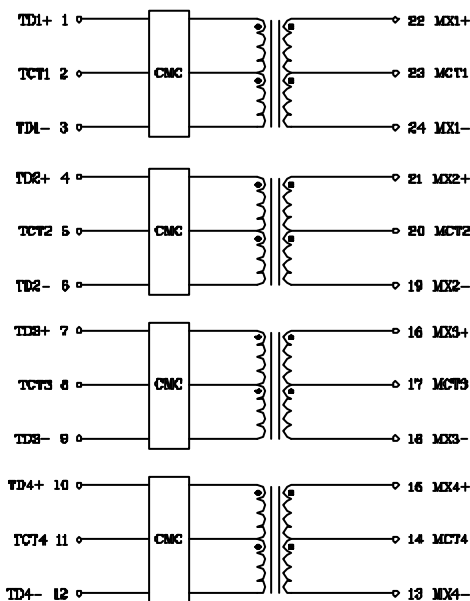 TD1+ 1 22 MX1+
TCT1 2 CMC 23 MCT1
TD1- 3 24 MX1-
TD2+ 4 21 MX2+
TCT2 5 CMC 20 MCT2
TD2- 6 19 MX2-
TD3+ 7 16 MX3+
TCT3 8 CMC 17 MCT3
TD3- 9 18 MX3-
TD4+ 10 15 MX4+
TCT4 11 CMC 14 MCT4
TD4- 12 13 MX4-